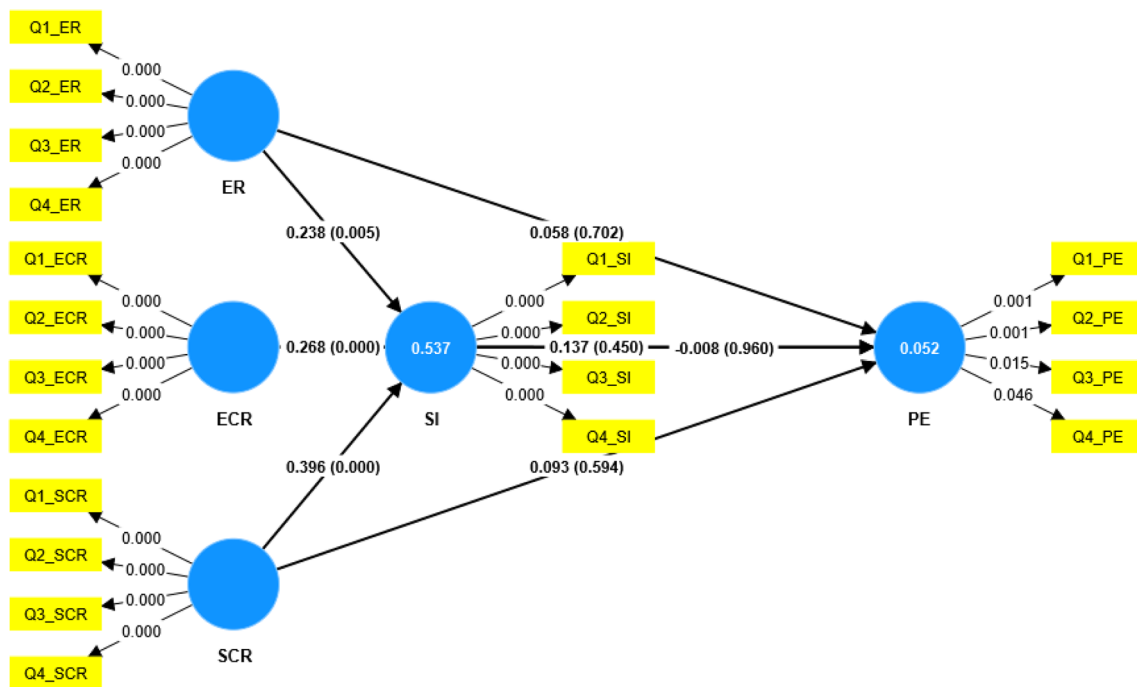 Q1_ER
0.000
Q2_ER
0.000
Q3_ER
0.000
0.000
Q4_ER
ER
0.238 (0.005)
0.058 (0.702)
Q1_ECR
0.000
Q2_ECR
0.000
Q3_ECR
0.000
0.000
Q4_ECR
ECR
0.268 (0.000)
0.537
SI
Q1_SI
0.000
Q2_SI
0.000
0.137 (0.450)
-0.008 (0.960)
Q3_SI
0.000
0.000
Q4_SI
0.052
PE
Q1_PE
0.001
Q2_PE
0.001
Q3_PE
0.015
0.046
Q4_PE
0.396 (0.000)
0.093 (0.594)
Q1_SCR
0.000
Q2_SCR
0.000
Q3_SCR
0.000
0.000
Q4_SCR
SCR